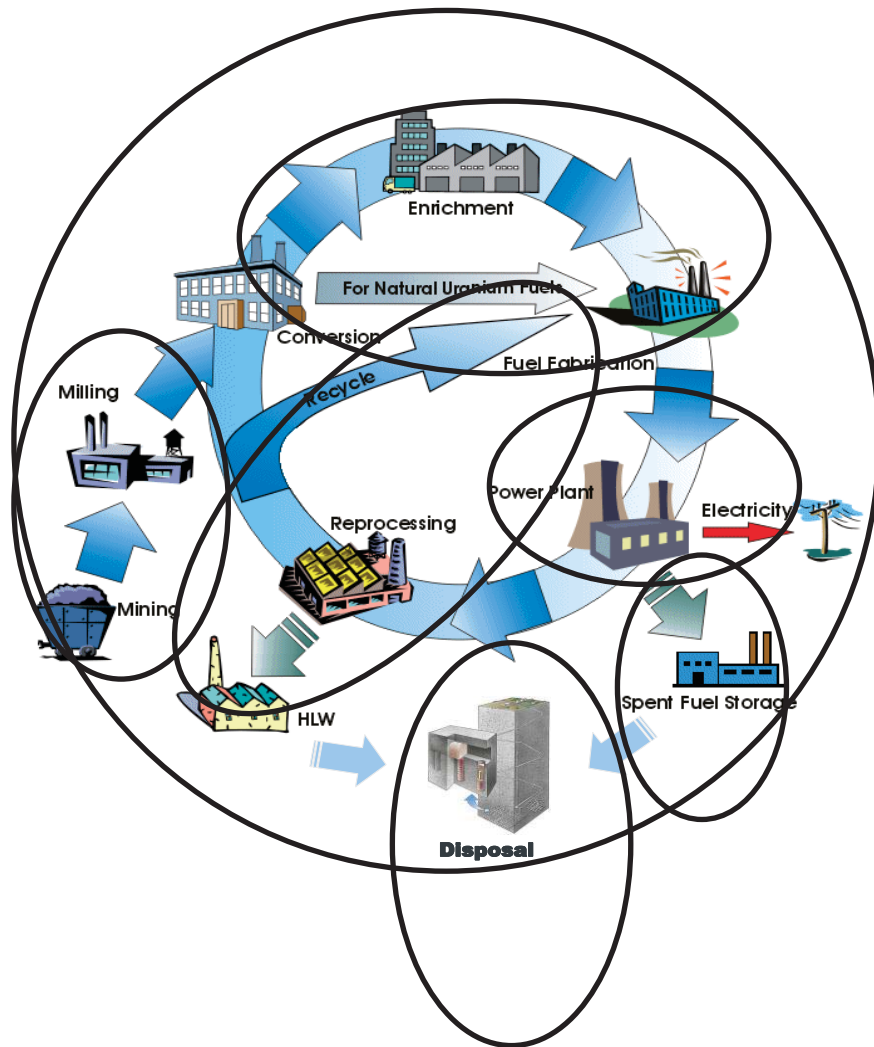 Enrichment
For Natural Uranium Fuels
Conversion
Fuel Fabrication
Recycle
Milling
Power Plant
Electricity
Reprocessing
Mining
Spent Fuel Storage
HLW
Disposal